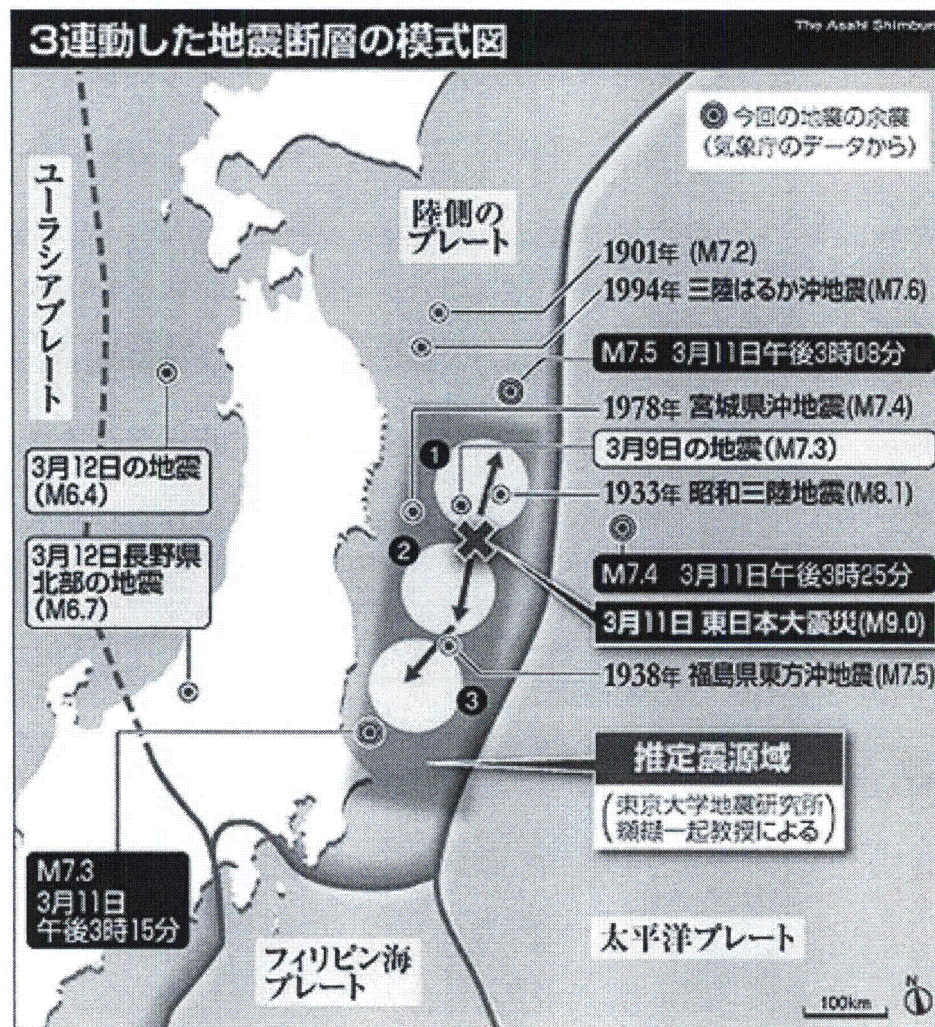 3連動した地震断層の模式図
The Asahi Shimbun
今回の地震の余震
(気象庁のデータから)
ユーラシアプレート
陸側の
プレート
1901年 (M7.2)
1994年 三陸はるか沖地震(M7.6)
M7.5 3月11日午後3時08分
1978年 宮城県沖地震(M7.4)
3月9日の地震(M7.3)
1933年 昭和三陸地震(M8.1)
M7.4 3月11日午後3時25分
3月11日 東日本大震災(M9.0)
1938年 福島県東方沖地震(M7.5)
3月12日の地震
(M6.4)
3月12日長野県
北部の地震
(M6.7)
1
2
3
推定震源域
(東京大学地震研究所
纐纈一起教授による)
M7.3
3月11日
午後3時15分
フィリピン海
プレート
太平洋プレート
100km
N